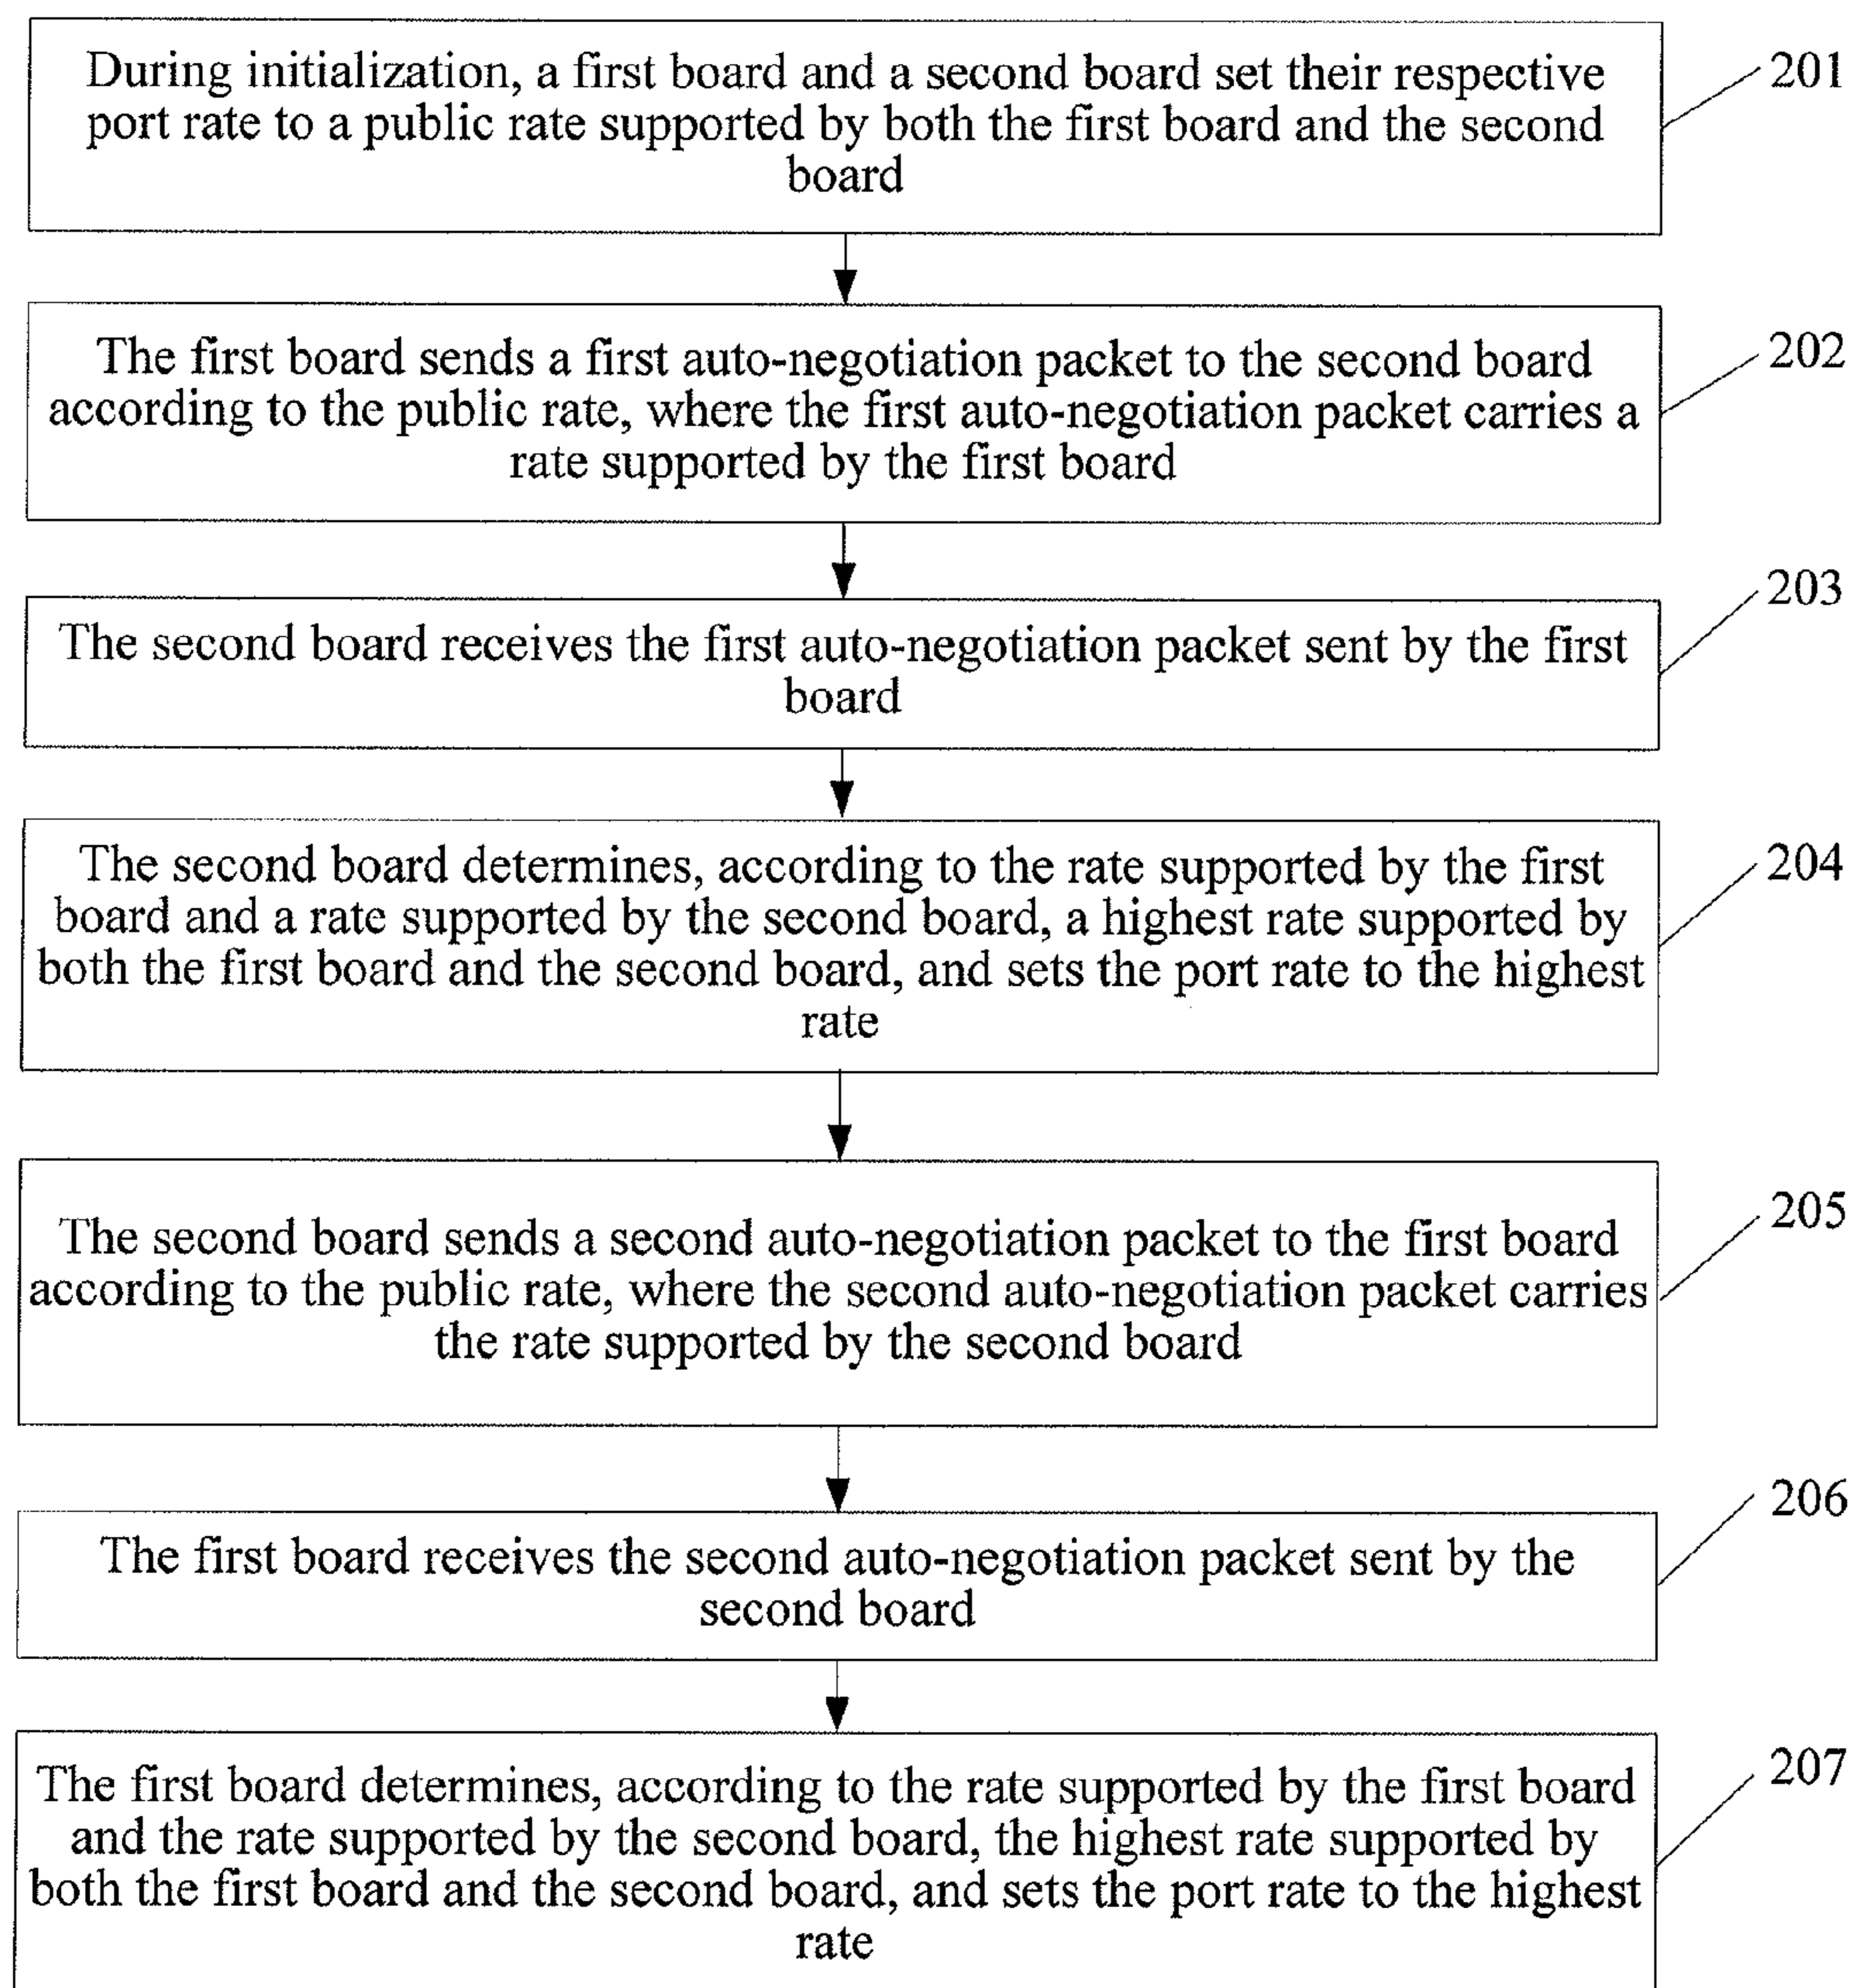 During initialization, a first board and a second board set their respective
port rate to a public rate supported by both the first board and the second
board
201
The first board sends a first auto-negotiation packet to the second board
according to the public rate, where the first auto-negotiation packet carries a
rate supported by the first board
202
The second board receives the first auto-negotiation packet sent by the first
board
203
The second board determines, according to the rate supported by the first
board and a rate supported by the second board, a highest rate supported by
both the first board and the second board, and sets the port rate to the highest
rate
204
The second board sends a second auto-negotiation packet to the first board
according to the public rate, where the second auto-negotiation packet carries
the rate supported by the second board
205
The first board receives the second auto-negotiation packet sent by the
second board
206
The first board determines, according to the rate supported by the first board
and the rate supported by the second board, the highest rate supported by
both the first board and the second board, and sets the port rate to the highest
rate
207